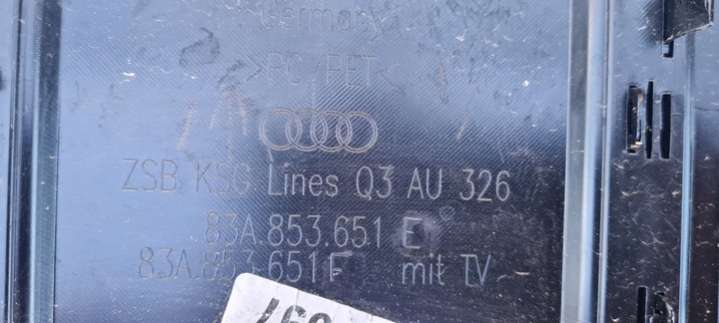 Germany
>PC/PET<
ZSB KSG Lines Q3 AU 326
83A.853.651 E
83A.853.651 F mit TV